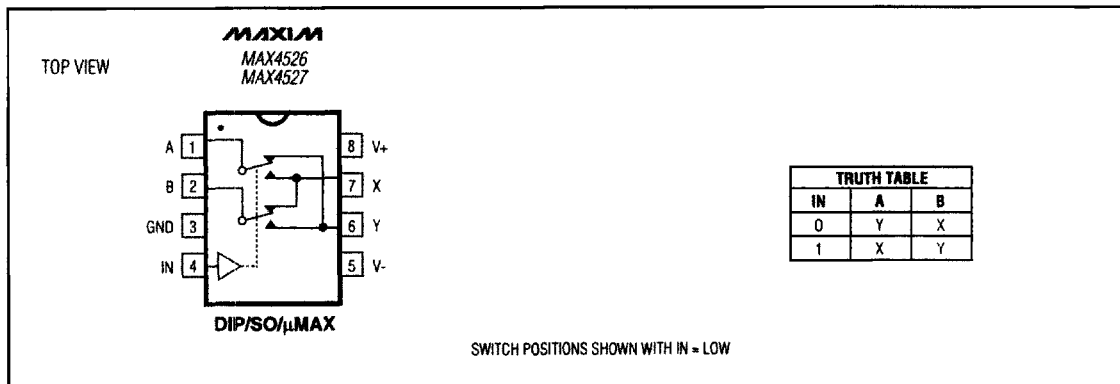 MAXIM
MAX4526
MAX4527
TOP VIEW
A 1
B 2
GND 3
IN 4
8 V+
7 X
6 Y
5 V-
DIP/SO/μMAX
TRUTH TABLE
IN A B
0 Y X
1 X Y
SWITCH POSITIONS SHOWN WITH IN = LOW